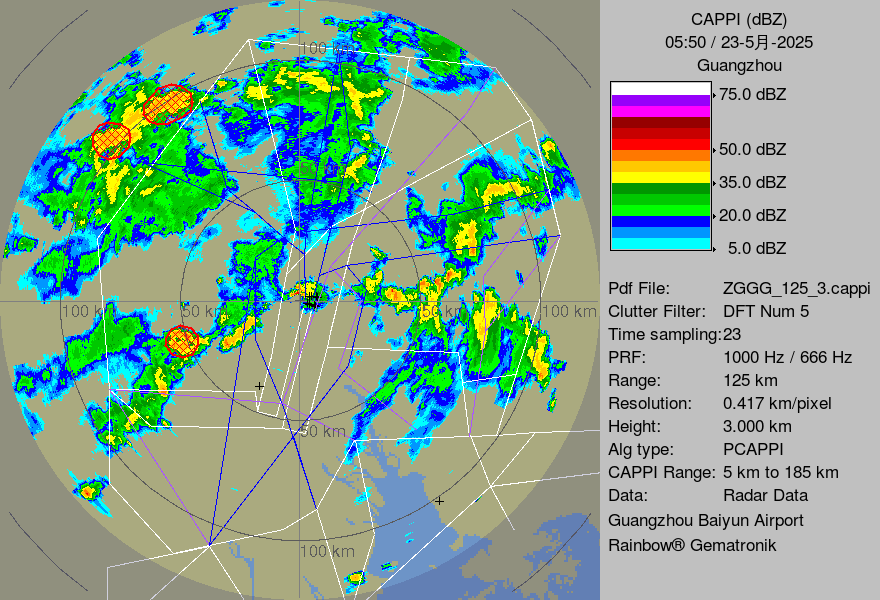 CAPPI (dBZ)
05:50 / 23-5月-2025
Guangzhou
75.0 dBZ
50.0 dBZ
35.0 dBZ
20.0 dBZ
5.0 dBZ
Pdf File: ZGGG_125_3.cappi
Clutter Filter: DFT Num 5
Time sampling:23
PRF: 1000 Hz / 666 Hz
Range: 125 km
Resolution: 0.417 km/pixel
Height: 3.000 km
Alg type: PCAPPI
CAPPI Range: 5 km to 185 km
Data: Radar Data
Guangzhou Baiyun Airport
Rainbow® Gematronik
100 km
100 km
50 km
50 km
100 km
50 km
100 km